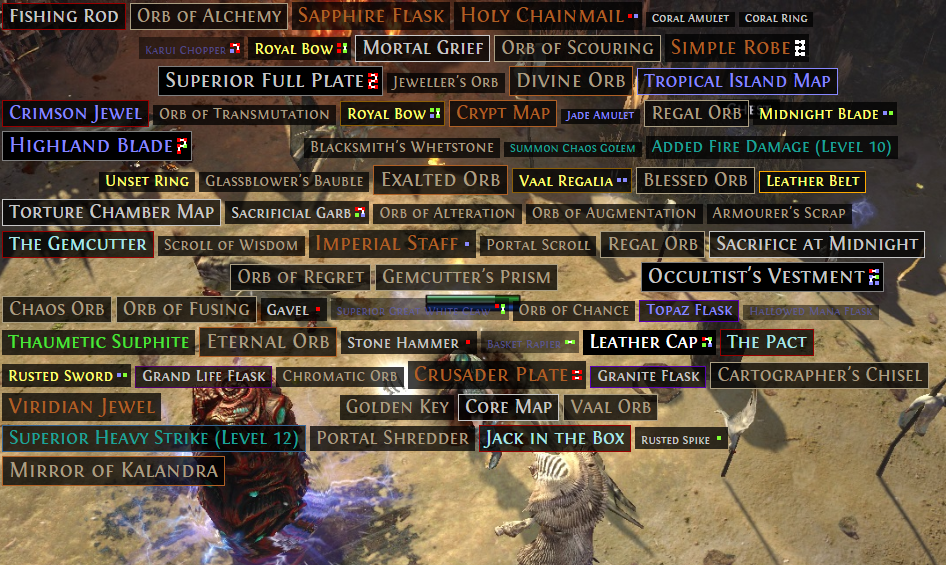 Fishing Rod Orb of Alchemy Sapphire Flask Holy Chainmail Coral Amulet Coral Ring
Karui Chopper Royal Bow Mortal Grief Orb of Scouring Simple Robe
Superior Full Plate Jeweller's Orb Divine Orb Tropical Island Map
Crimson Jewel Orb of Transmutation Royal Bow Crypt Map Jade Amulet Regal Orb Midnight Blade
Highland Blade Blacksmith's Whetstone Summon Chaos Golem Added Fire Damage (Level 10)
Unset Ring Glassblower's Bauble Exalted Orb Vaal Regalia Blessed Orb Leather Belt
Torture Chamber Map Sacrificial Garb Orb of Alteration Orb of Augmentation Armourer's Scrap
The Gemcutter Scroll of Wisdom Imperial Staff Portal Scroll Regal Orb Sacrifice at Midnight
Orb of Regret Gemcutter's Prism Occultist's Vestment
Chaos Orb Orb of Fusing Gavel Superior Orb of Chance Topaz Flask Hallowed Mana Flask
Thaumetic Sulphite Eternal Orb Stone Hammer Basket Rapier Leather Cap The Pact
Rusted Sword Grand Life Flask Chromatic Orb Crusader Plate Granite Flask Cartographer's Chisel
Viridian Jewel Golden Key Core Map Vaal Orb
Superior Heavy Strike (Level 12) Portal Shredder Jack in the Box Rusted Spike
Mirror of Kalandra